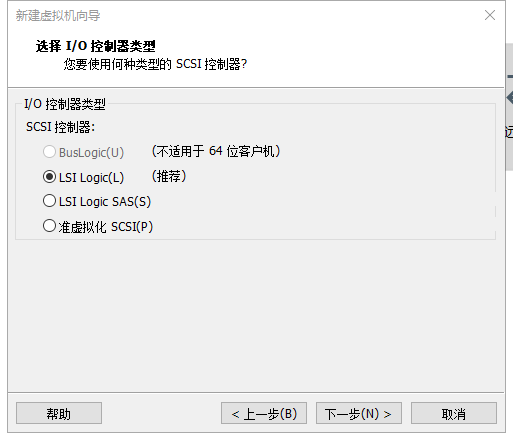 新建虚拟机向导
选择 I/O 控制器类型
您要使用何种类型的 SCSI 控制器?
I/O 控制器类型
SCSI 控制器:
BusLogic(U) (不适用于 64 位客户机)
LSI Logic(L) (推荐)
LSI Logic SAS(S)
准虚拟化 SCSI(P)
帮助 < 上一步(B) 下一步(N) > 取消